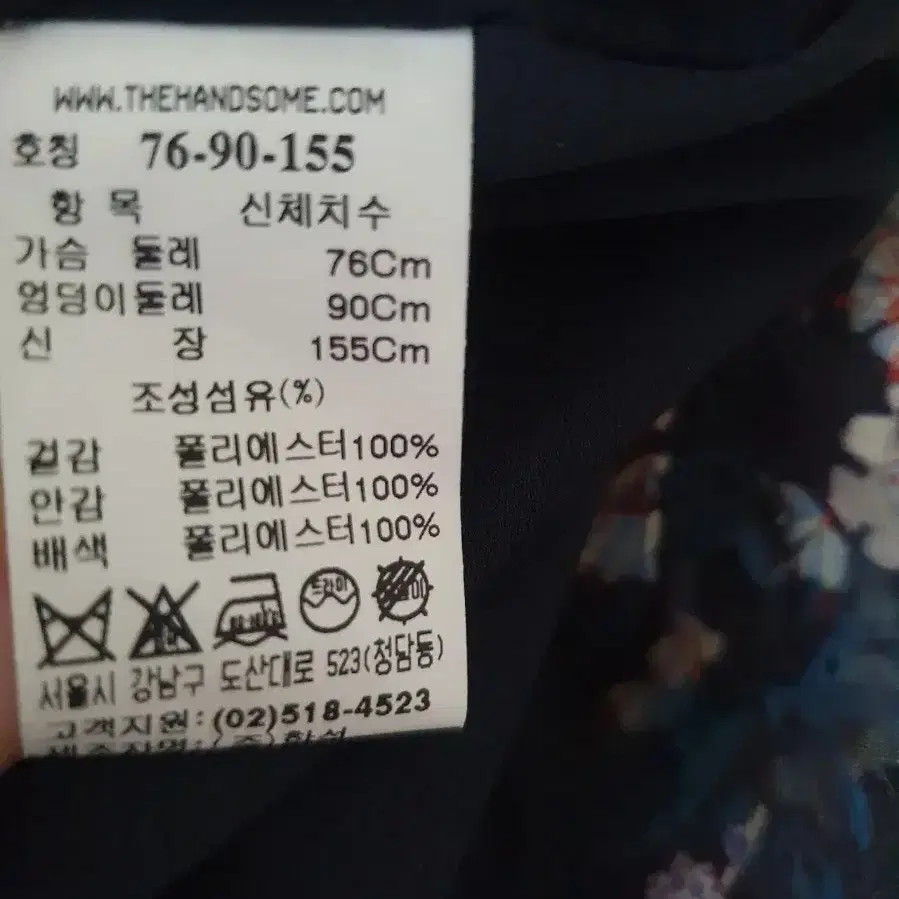 WWW.THEHANDSOME.COM
호칭 76-90-155
항 목 신체치수
가슴 둘레 76Cm
엉덩이둘레 90Cm
신 장 155Cm
조성섬유(%)
겉감 폴리에스터100%
안감 폴리에스터100%
배색 폴리에스터100%
드라이
서울시 강남구 도산대로 523(청담동)
고객지원:(02)518-4523